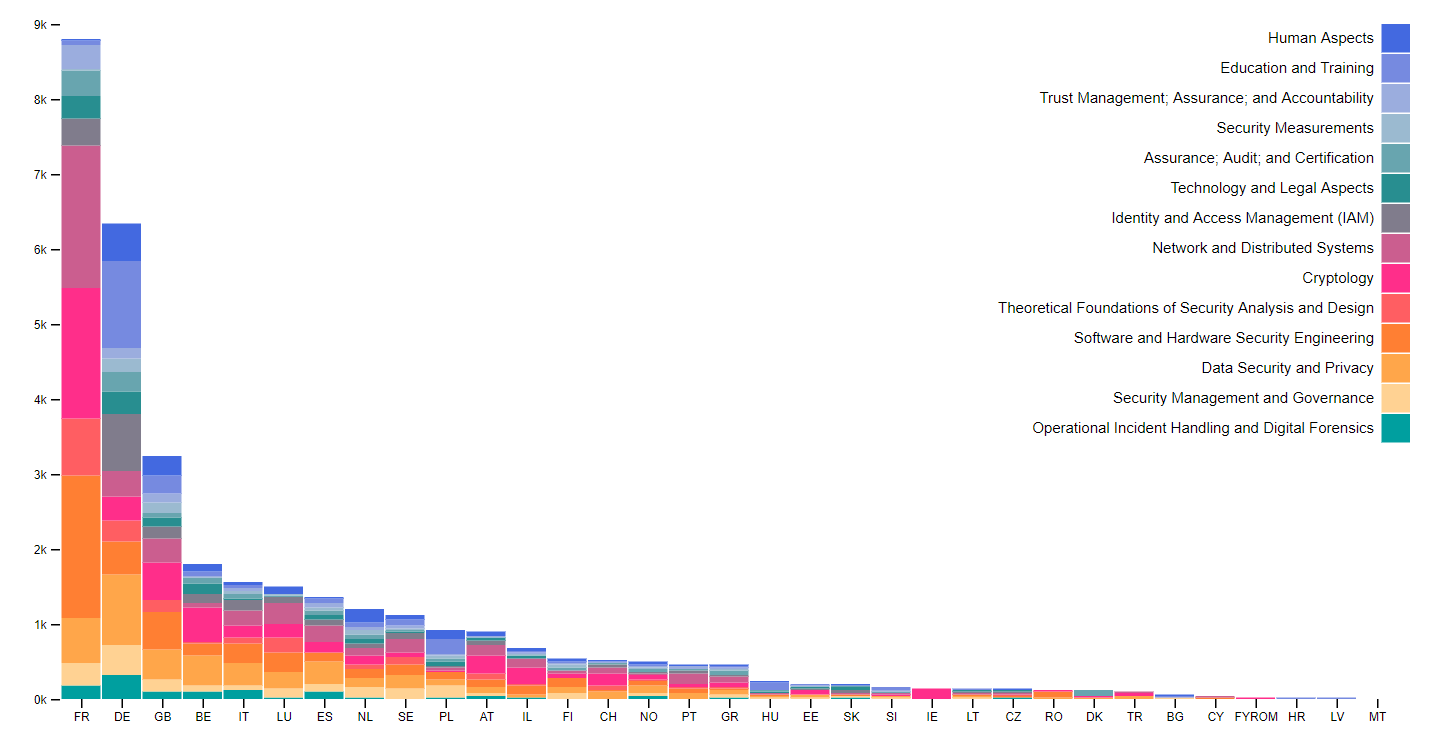 9k
8k
7k
6k
5k
4k
3k
2k
1k
0k
Human Aspects
Education and Training
Trust Management; Assurance; and Accountability
Security Measurements
Assurance; Audit; and Certification
Technology and Legal Aspects
Identity and Access Management (IAM)
Network and Distributed Systems
Cryptology
Theoretical Foundations of Security Analysis and Design
Software and Hardware Security Engineering
Data Security and Privacy
Security Management and Governance
Operational Incident Handling and Digital Forensics
FR DE GB BE IT LU ES NL SE PL AT IL FI CH NO PT GR HU EE SK SI IE LT CZ RO DK TR BG CY FYROM HR LV MT